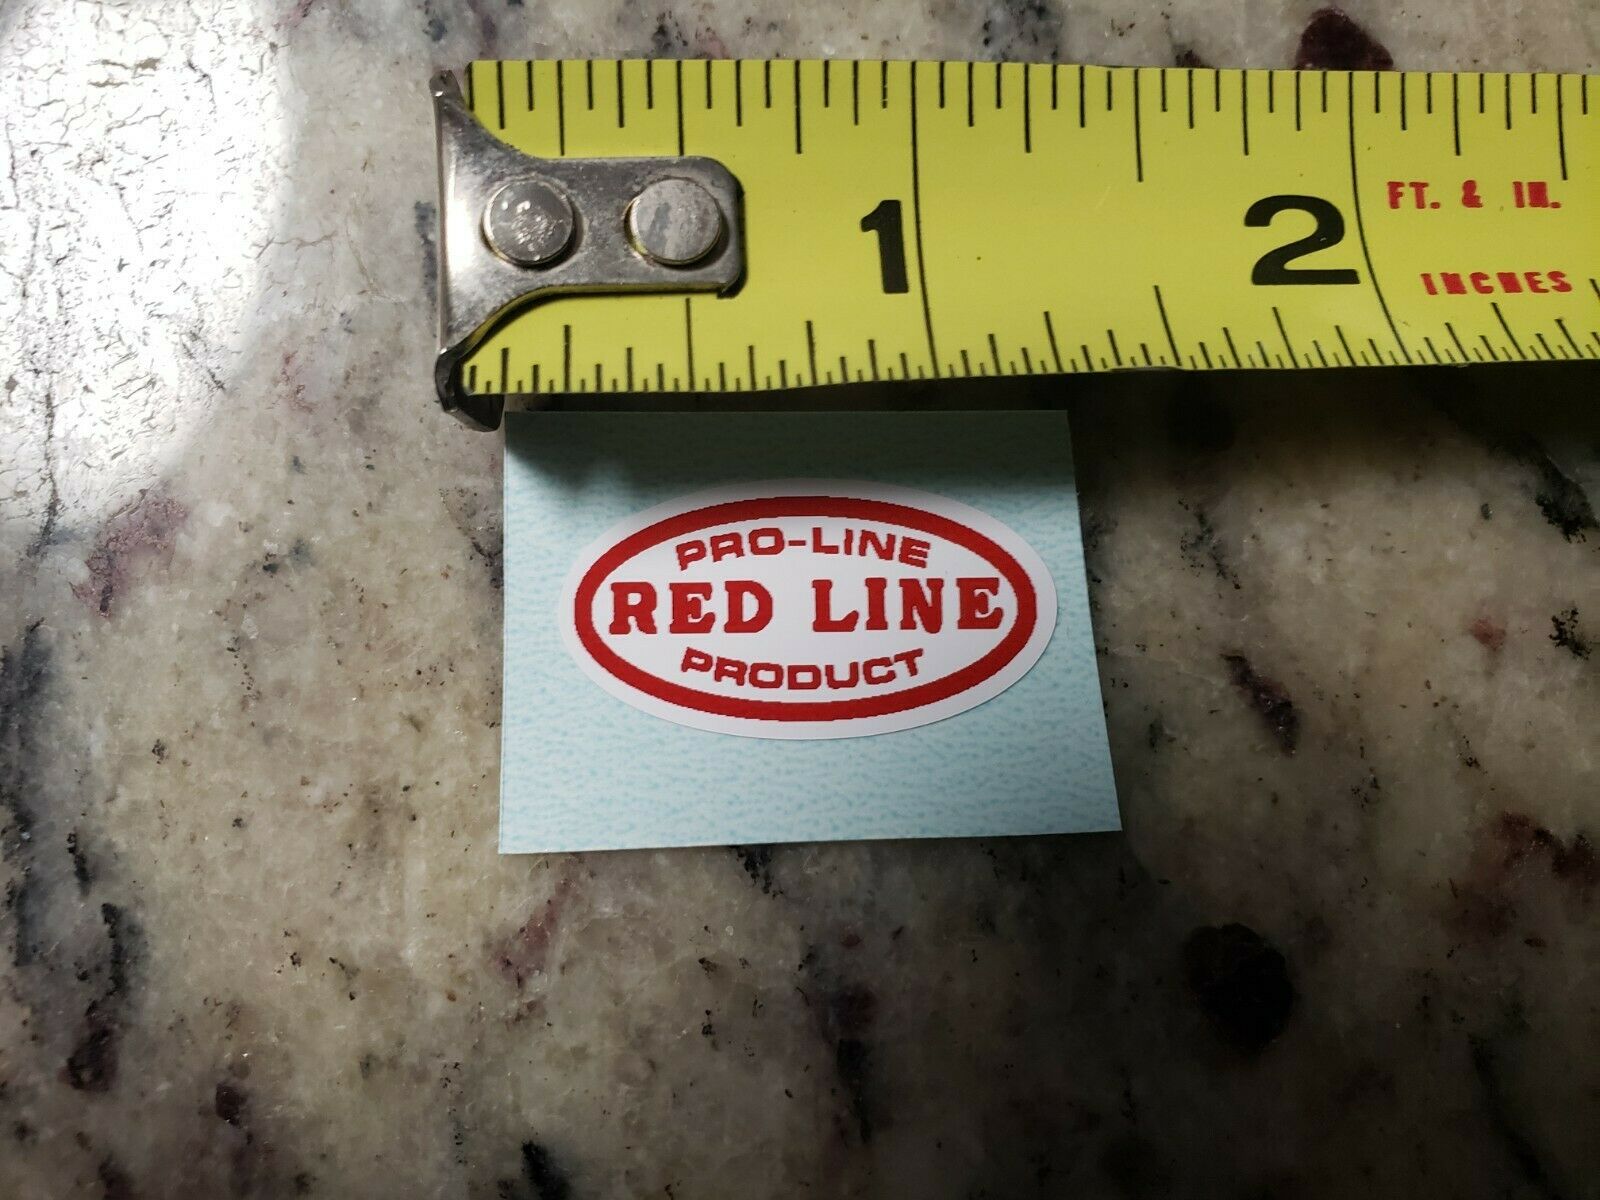 1
2
FT. & IN.
INCHES
PRO-LINE
RED LINE
PRODUCT